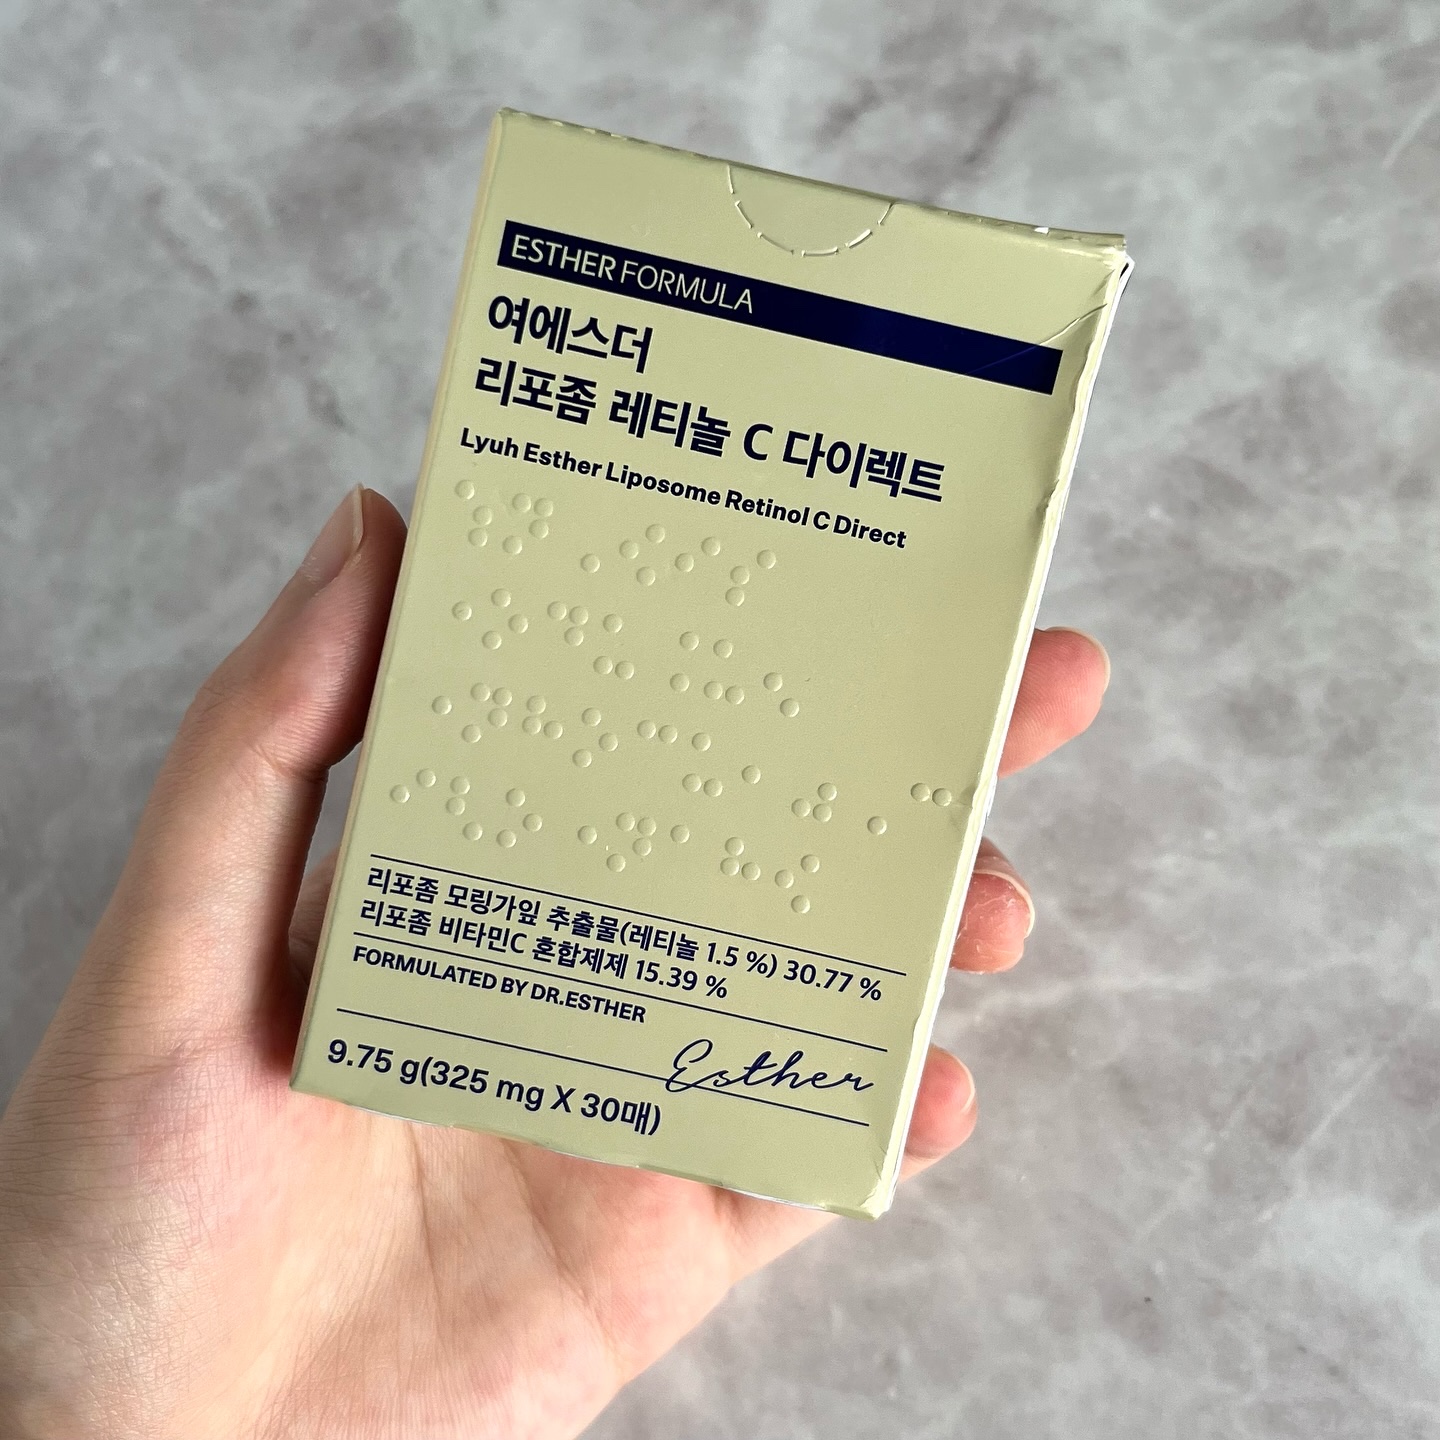 ESTHER FORMULA
여에스더
리포좀 레티놀 C 다이렉트
Lyuh Esther Liposome Retinol C Direct
리포좀 모링가잎 추출물(레티놀 1.5 %) 30.77 %
리포좀 비타민C 혼합제제 15.39 %
FORMULATED BY DR.ESTHER
Esther
9.75 g(325 mg X 30매)